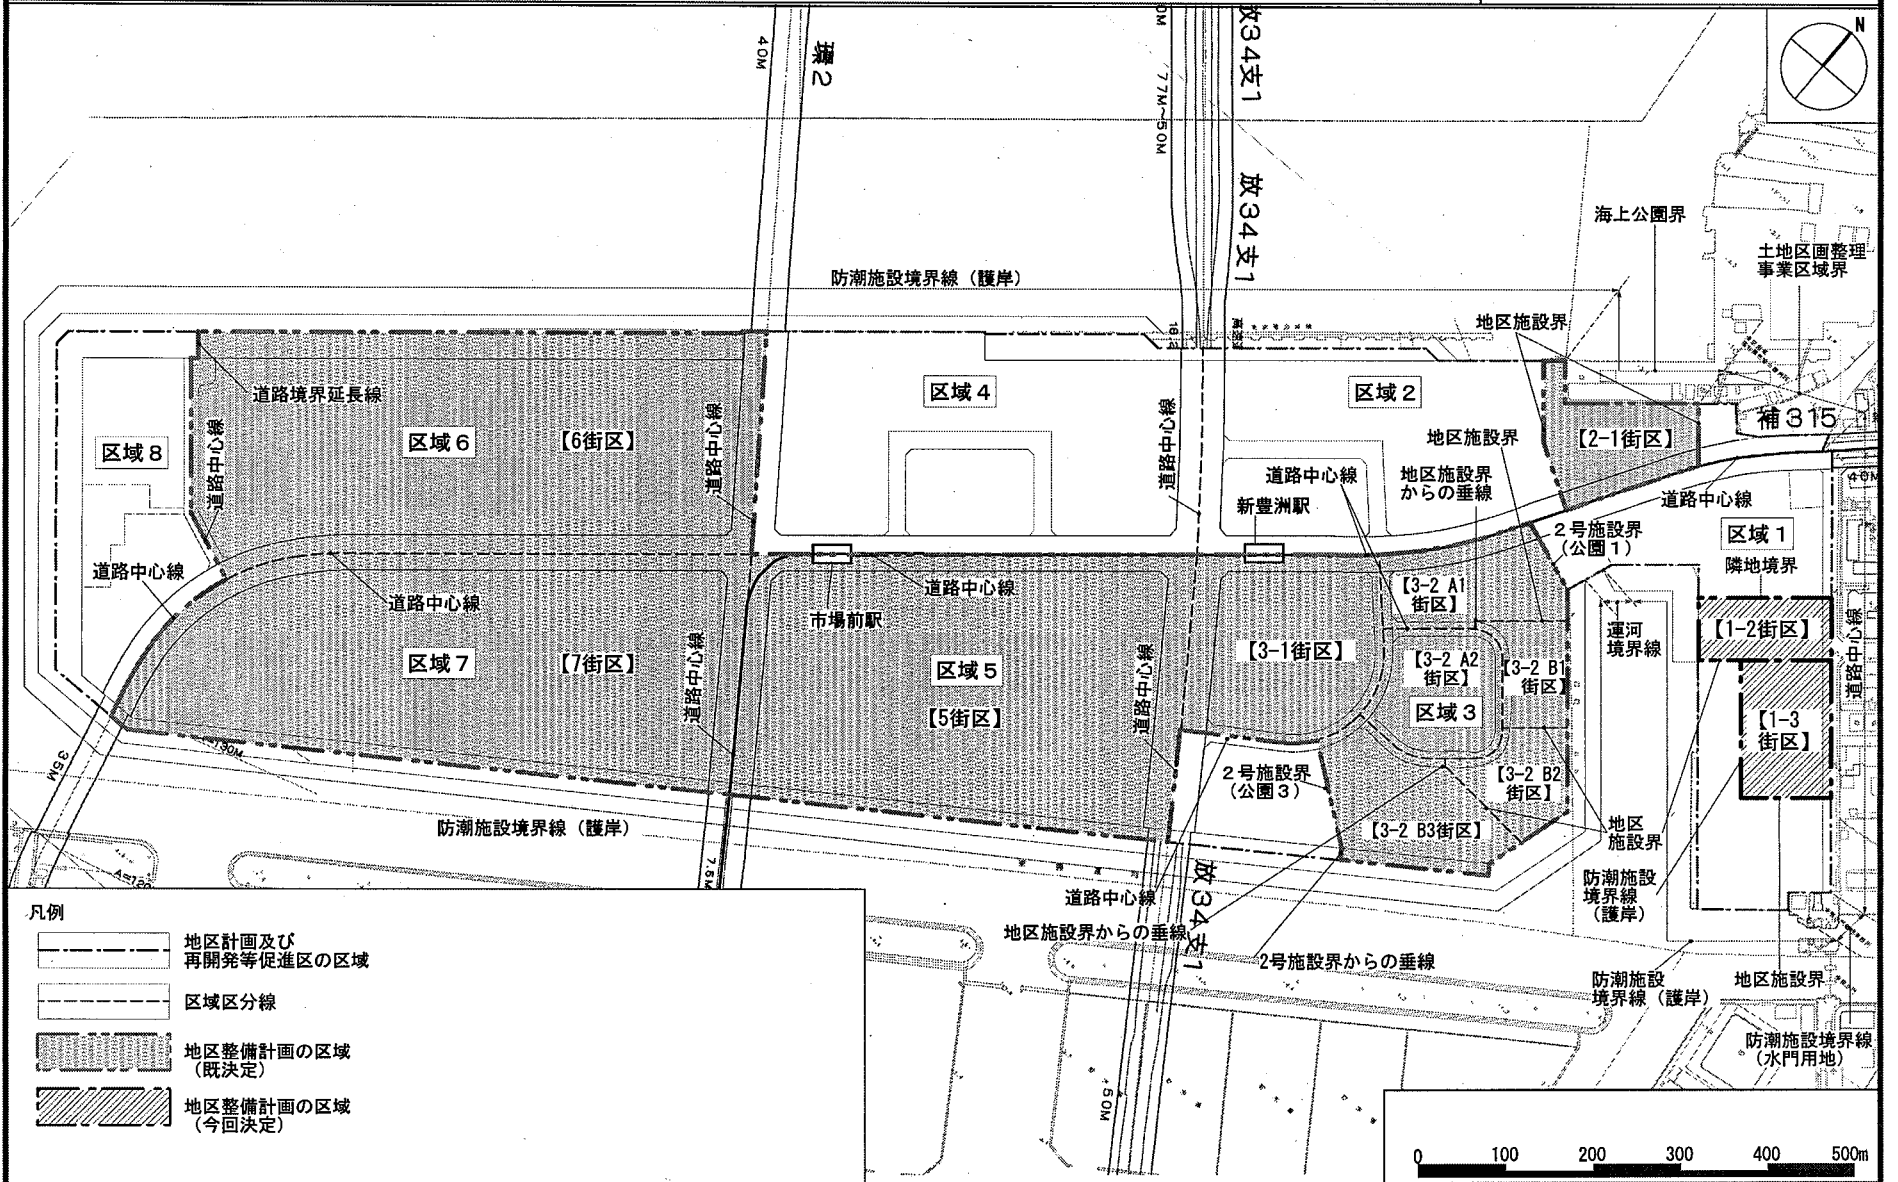 N
環2
40M
放34支1
77M~50M
放34支1
海上公園界
土地区画整理
事業区域界
防潮施設境界線（護岸）
地区施設界
道路境界延長線
区域4
区域2
補315
区域8
区域6
【6街区】
【2-1街区】
道路中心線
道路中心線
道路中心線
地区施設界
道路中心線
地区施設界
からの垂線
新豊洲駅
道路中心線
40M
2号施設界
（公園1）
区域1
隣地境界
道路中心線
道路中心線
道路中心線
市場前駅
【3-2 A1
街区】
【1-2街区】
運河
境界線
道路中心線
区域7
【7街区】
道路中心線
区域5
【5街区】
道路中心線
【3-1街区】
【3-2 A2
街区】
【3-2 B1
街区】
区域3
【1-3
街区】
35M
190M
2号施設界
（公園3）
【3-2 B2
街区】
【3-2 B3街区】
地区
施設界
防潮施設境界線（護岸）
7.5M
放34支1
道路中心線
地区施設界からの垂線
2号施設界からの垂線
防潮施設
境界線
（護岸）
防潮施設
境界線（護岸）
地区施設界
防潮施設境界線
（水門用地）
50M
凡例
地区計画及び
再開発等促進区の区域
区域区分線
地区整備計画の区域
（既決定）
地区整備計画の区域
（今回決定）
0 100 200 300 400 500m